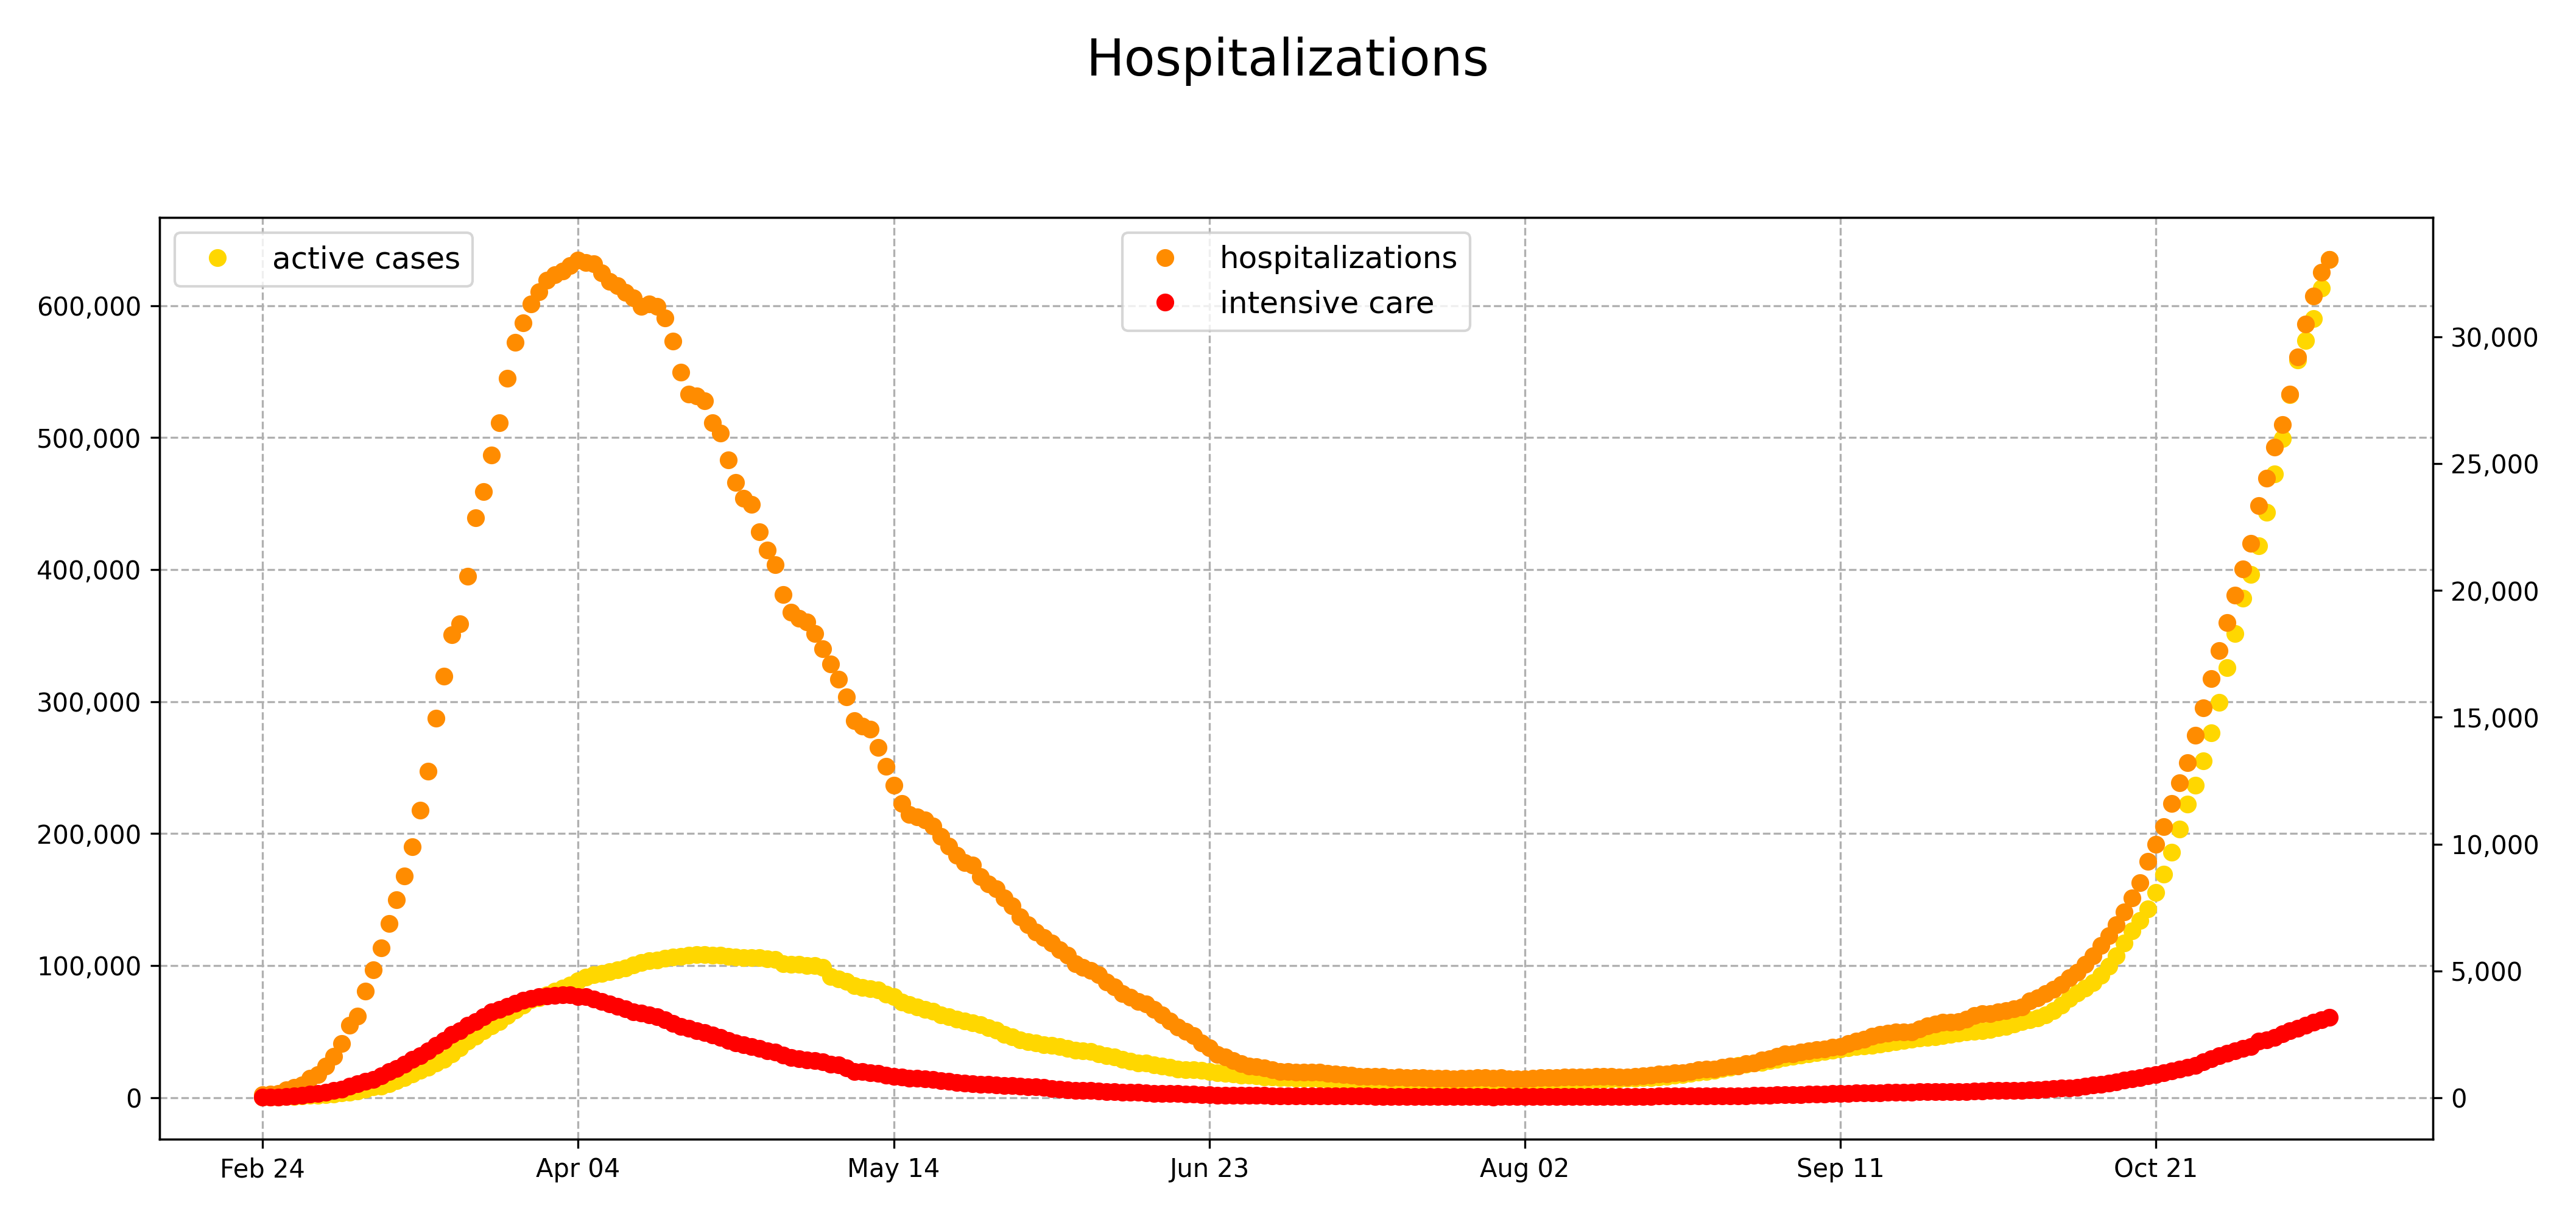 Hospitalizations
active cases
hospitalizations
intensive care
600,000
500,000
400,000
300,000
200,000
100,000
0
30,000
25,000
20,000
15,000
10,000
5,000
0
Feb 24 Apr 04 May 14 Jun 23 Aug 02 Sep 11 Oct 21